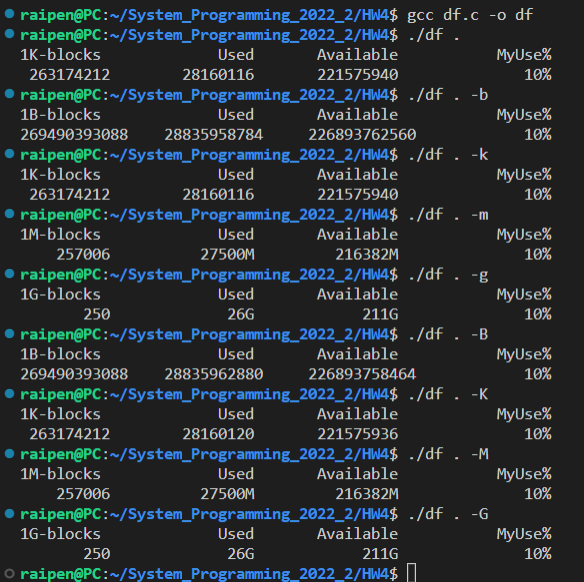 raipen@PC:~/System_Programming_2022_2/HW4$ gcc df.c -o df
raipen@PC:~/System_Programming_2022_2/HW4$ ./df .
1K-blocks Used Available MyUse%
263174212 28160116 221575940 10%
raipen@PC:~/System_Programming_2022_2/HW4$ ./df . -b
1B-blocks Used Available MyUse%
269490393088 28835958784 226893762560 10%
raipen@PC:~/System_Programming_2022_2/HW4$ ./df . -k
1K-blocks Used Available MyUse%
263174212 28160116 221575940 10%
raipen@PC:~/System_Programming_2022_2/HW4$ ./df . -m
1M-blocks Used Available MyUse%
257006 27500M 216382M 10%
raipen@PC:~/System_Programming_2022_2/HW4$ ./df . -g
1G-blocks Used Available MyUse%
250 26G 211G 10%
raipen@PC:~/System_Programming_2022_2/HW4$ ./df . -B
1B-blocks Used Available MyUse%
269490393088 28835962880 226893758464 10%
raipen@PC:~/System_Programming_2022_2/HW4$ ./df . -K
1K-blocks Used Available MyUse%
263174212 28160120 221575936 10%
raipen@PC:~/System_Programming_2022_2/HW4$ ./df . -M
1M-blocks Used Available MyUse%
257006 27500M 216382M 10%
raipen@PC:~/System_Programming_2022_2/HW4$ ./df . -G
1G-blocks Used Available MyUse%
250 26G 211G 10%
raipen@PC:~/System_Programming_2022_2/HW4$